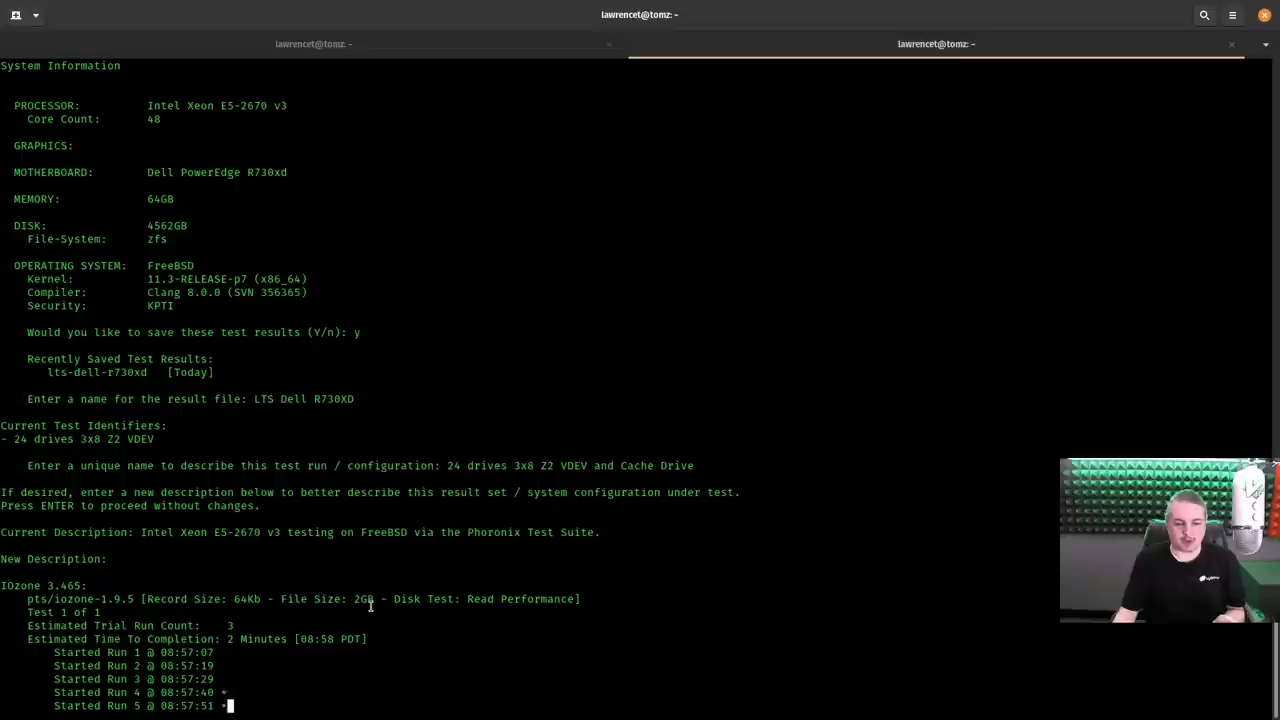 lawrencet@tomz: ~
lawrencet@tomz: ~
lawrencet@tomz: ~
System Information
PROCESSOR: Intel Xeon E5-2670 v3
Core Count: 48
GRAPHICS:
MOTHERBOARD: Dell PowerEdge R730xd
MEMORY: 64GB
DISK: 4562GB
File-System: zfs
OPERATING SYSTEM: FreeBSD
Kernel: 11.3-RELEASE-p7 (x86_64)
Compiler: Clang 8.0.0 (SVN 356365)
Security: KPTI
Would you like to save these test results (Y/n): y
Recently Saved Test Results:
lts-dell-r730xd [Today]
Enter a name for the result file: LTS Dell R730XD
Current Test Identifiers:
- 24 drives 3x8 Z2 VDEV
Enter a unique name to describe this test run / configuration: 24 drives 3x8 Z2 VDEV and Cache Drive
If desired, enter a new description below to better describe this result set / system configuration under test.
Press ENTER to proceed without changes.
Current Description: Intel Xeon E5-2670 v3 testing on FreeBSD via the Phoronix Test Suite.
New Description:
IOzone 3.465:
pts/iozone-1.9.5 [Record Size: 64Kb - File Size: 2GB - Disk Test: Read Performance]
Test 1 of 1
Estimated Trial Run Count: 3
Estimated Time To Completion: 2 Minutes [08:58 PDT]
Started Run 1 @ 08:57:07
Started Run 2 @ 08:57:19
Started Run 3 @ 08:57:29
Started Run 4 @ 08:57:40 *
Started Run 5 @ 08:57:51 *